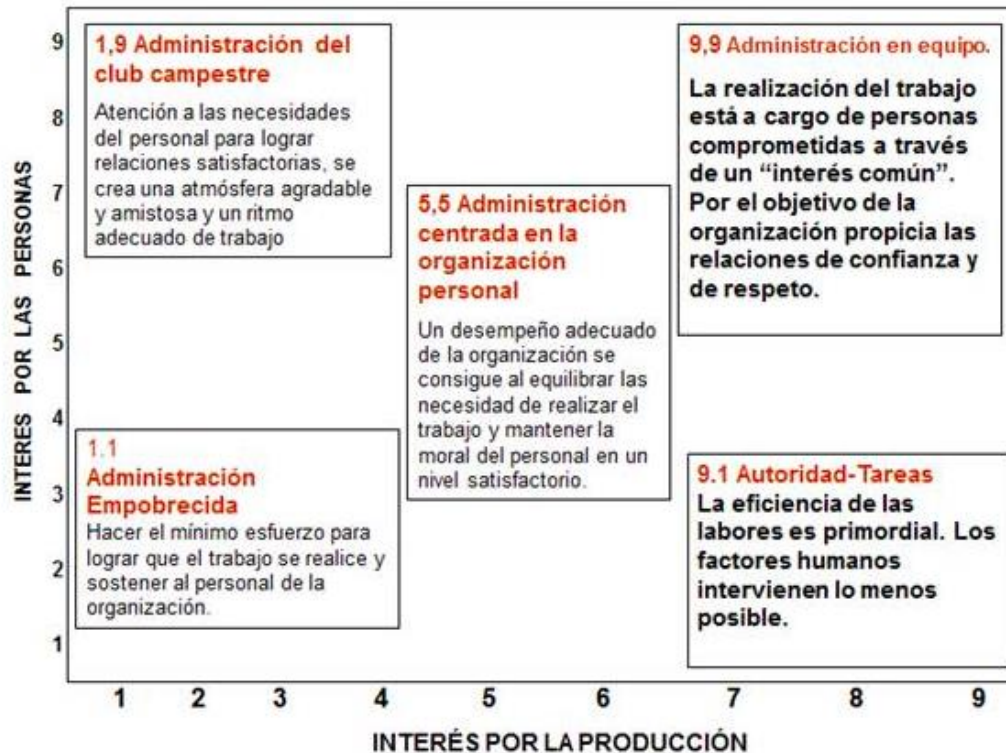 INTERES POR LAS PERSONAS
9
8
7
6
5
4
3
2
1
1,9 Administración del
club campestre
Atención a las necesidades
del personal para lograr
relaciones satisfactorias, se
crea una atmósfera agradable
y amistosa y un ritmo
adecuado de trabajo
9,9 Administración en equipo.
La realización del trabajo
está a cargo de personas
comprometidas a través
de un “interés común”.
Por el objetivo de la
organización propicia las
relaciones de confianza y
de respeto.
5,5 Administración
centrada en la
organización
personal
Un desempeño adecuado
de la organización se
consigue al equilibrar las
necesidad de realizar el
trabajo y mantener la
moral del personal en un
nivel satisfactorio.
1.1
Administración
Empobrecida
Hacer el mínimo esfuerzo para
lograr que el trabajo se realice y
sostener al personal de la
organización.
9.1 Autoridad-Tareas
La eficiencia de las
labores es primordial. Los
factores humanos
intervienen lo menos
posible.
1 2 3 4 5 6 7 8 9
INTERÉS POR LA PRODUCCIÓN